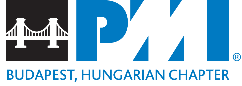 PMI®
BUDAPEST, HUNGARIAN CHAPTER